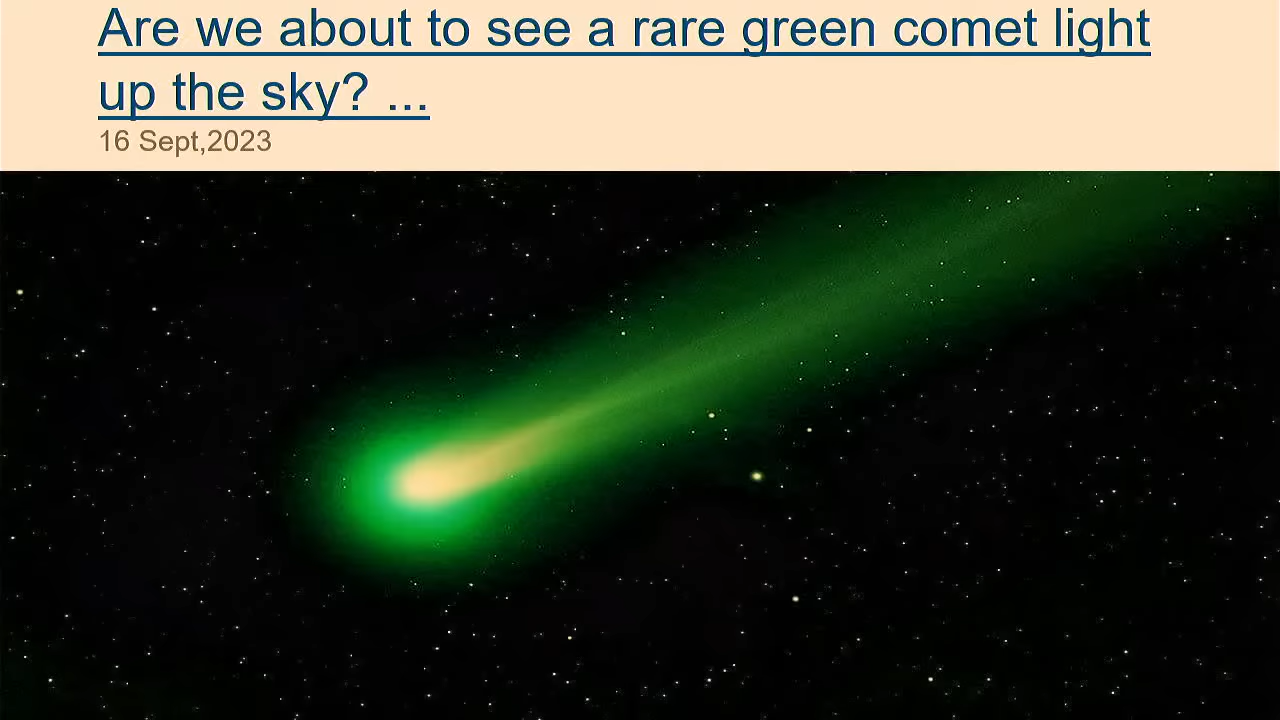 Are we about to see a rare green comet light
up the sky? ...
16 Sept,2023